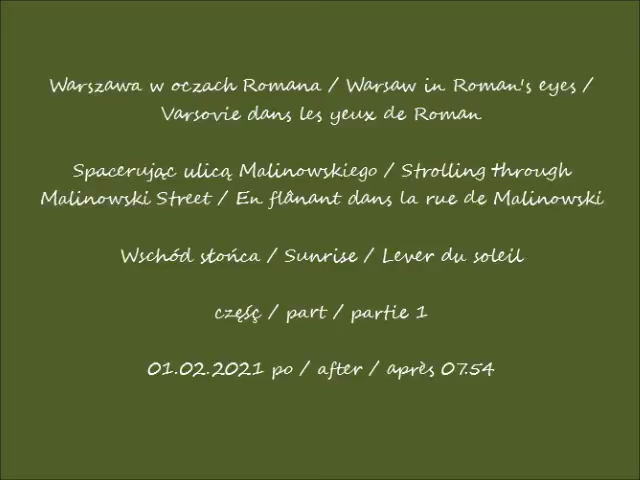 Warszawa w oczach Romana / Warsaw in Roman's eyes /
Varsovie dans les yeux de Roman
Spacerując ulicą Malinowskiego / Strolling through
Malinowski Street / En flânant dans la rue de Malinowski
Wschód słońca / Sunrise / Lever du soleil
częśç / part / partie 1
01.02.2021 po / after / après 07.54